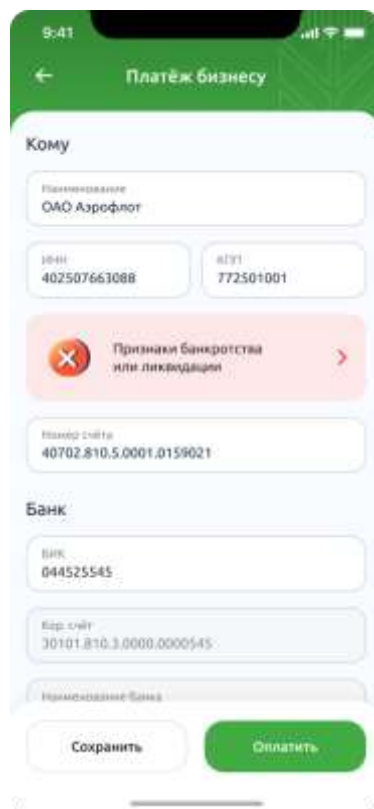 9:41
Платёж бизнесу
Кому
Наименование
ОАО Аэрофлот
ИНН
402507663088
КПП
772501001
Признаки банкротства
или ликвидации
Номер счёта
40702.810.5.0001.0159021
Банк
БИК
044525545
Кор. счёт
30101.810.3.0000.0000545
Наименование банка
Сохранить
Оплатить